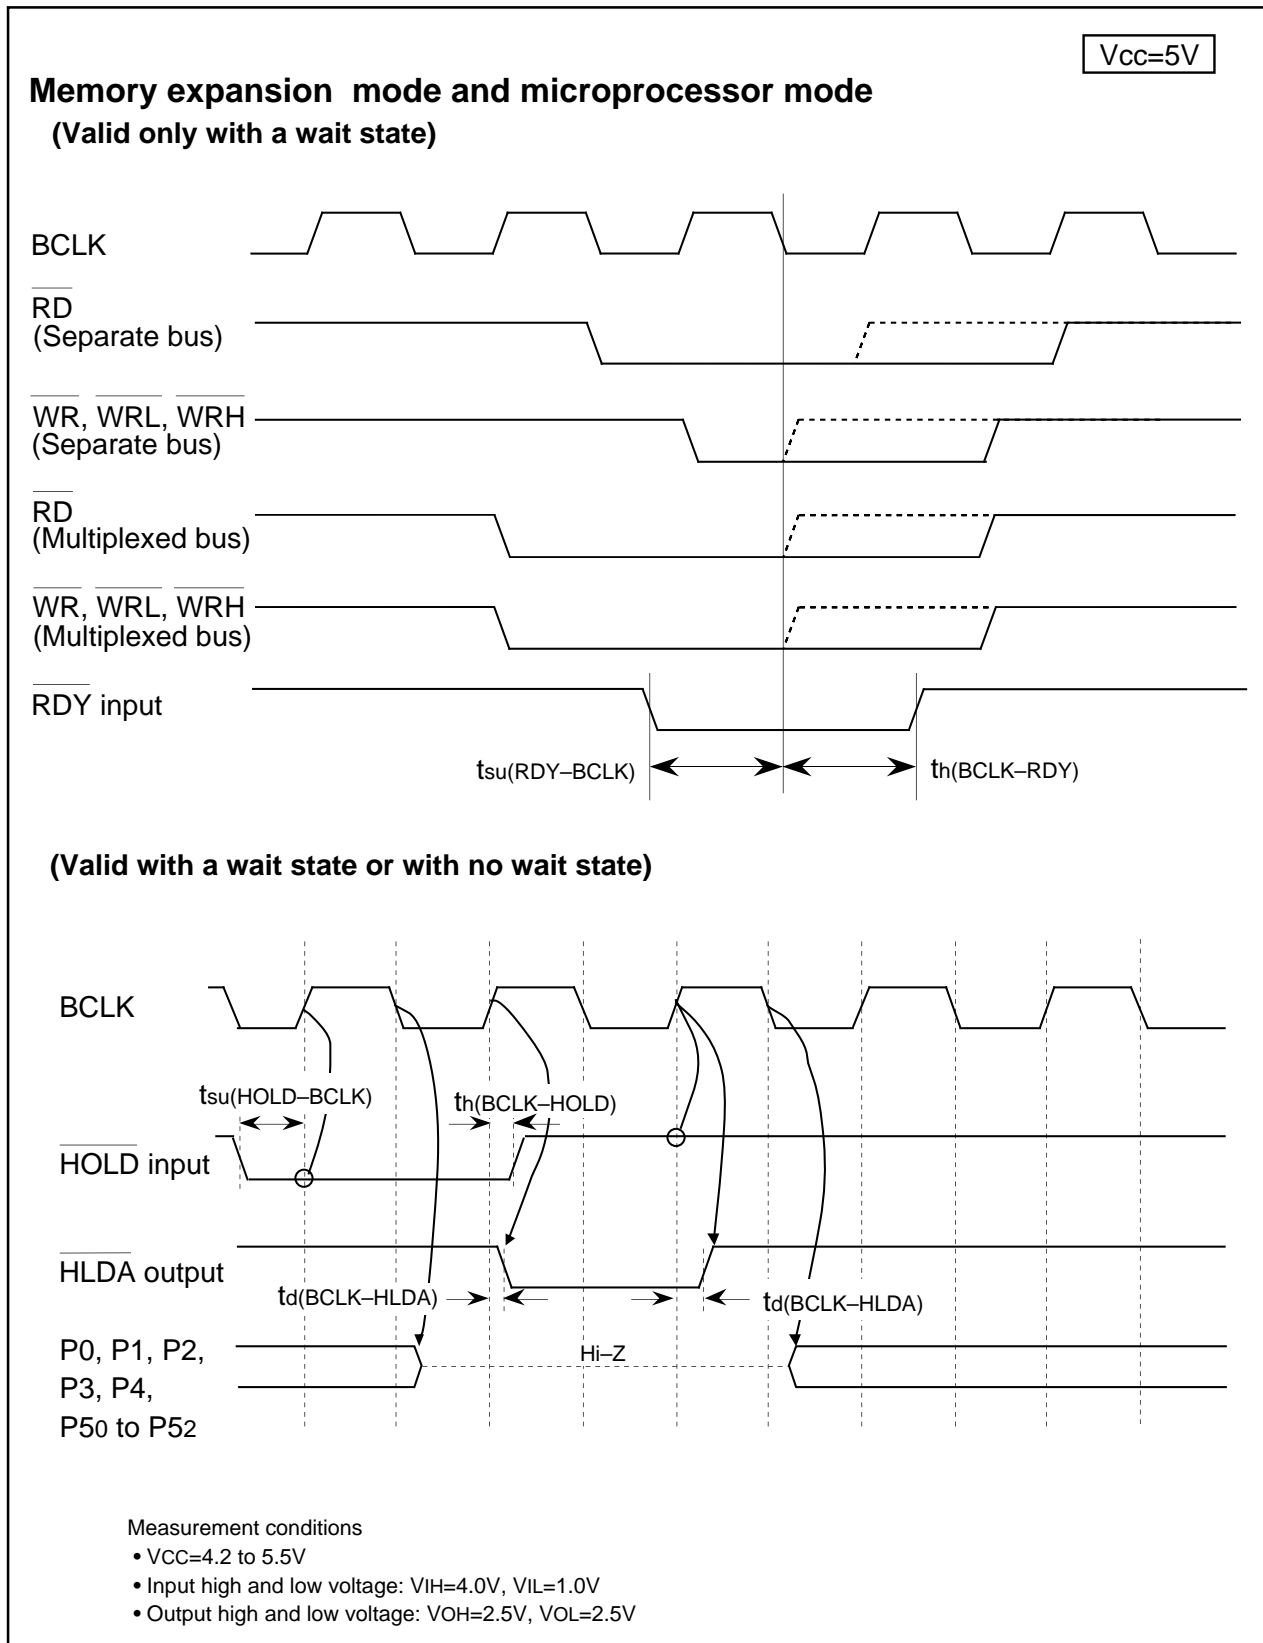 Vcc=5V
Memory expansion mode and microprocessor mode
(Valid only with a wait state)
BCLK
RD
(Separate bus)
WR, WRL, WRH
(Separate bus)
RD
(Multiplexed bus)
WR, WRL, WRH
(Multiplexed bus)
RDY input
tsu(RDY–BCLK)
th(BCLK–RDY)
(Valid with a wait state or with no wait state)
BCLK
tsu(HOLD–BCLK)
th(BCLK–HOLD)
HOLD input
HLDA output
td(BCLK–HLDA)
td(BCLK–HLDA)
P0, P1, P2,
P3, P4,
P50 to P52
Hi–Z
Measurement conditions
• VCC=4.2 to 5.5V
• Input high and low voltage: VIH=4.0V, VIL=1.0V
• Output high and low voltage: VOH=2.5V, VOL=2.5V